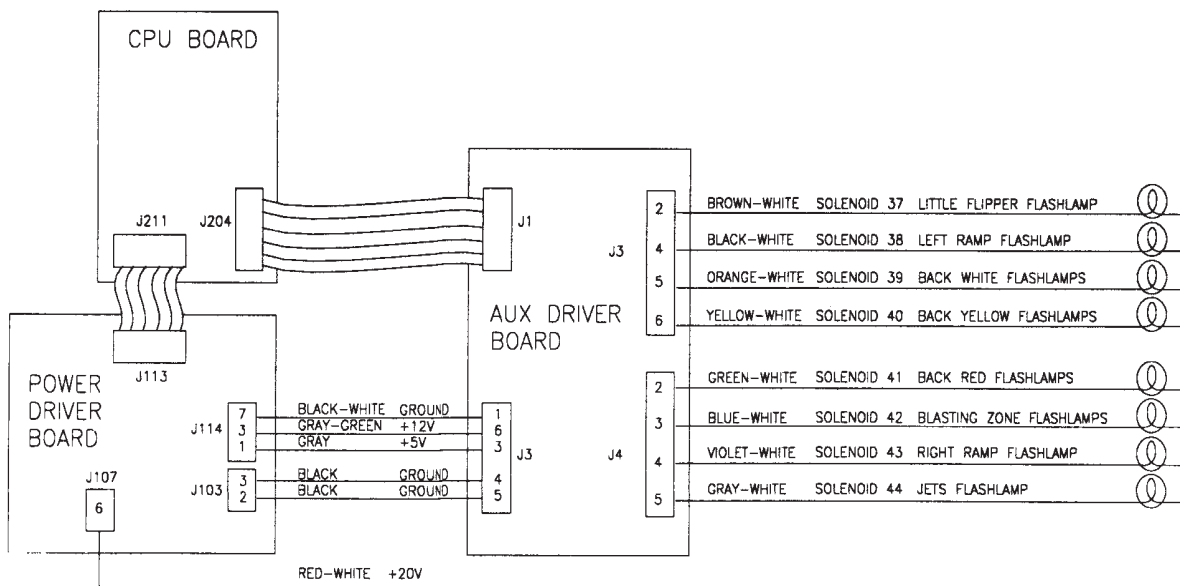 CPU BOARD
J211
J204
J1
J113
POWER
DRIVER
BOARD
J114
7
3
1
BLACK-WHITE GROUND
GRAY-GREEN +12V
GRAY +5V
1
6
3
J103
3
2
BLACK GROUND
BLACK GROUND
4
5
J3
J107
6
RED-WHITE +20V
AUX DRIVER
BOARD
J3
2 BROWN-WHITE SOLENOID 37 LITTLE FLIPPER FLASHLAMP
4 BLACK-WHITE SOLENOID 38 LEFT RAMP FLASHLAMP
5 ORANGE-WHITE SOLENOID 39 BACK WHITE FLASHLAMPS
6 YELLOW-WHITE SOLENOID 40 BACK YELLOW FLASHLAMPS
J4
2 GREEN-WHITE SOLENOID 41 BACK RED FLASHLAMPS
3 BLUE-WHITE SOLENOID 42 BLASTING ZONE FLASHLAMPS
4 VIOLET-WHITE SOLENOID 43 RIGHT RAMP FLASHLAMP
5 GRAY-WHITE SOLENOID 44 JETS FLASHLAMP